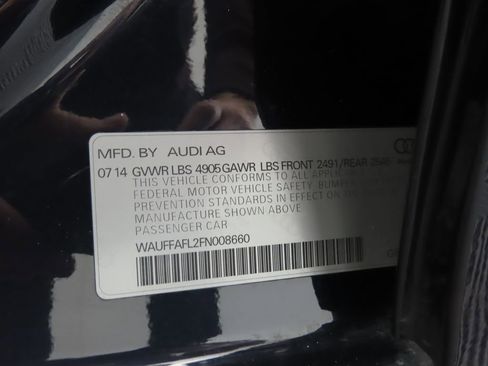 MFD. BY AUDI AG
07 14 GVWR LBS 4905 GAWR LBS FRONT 2491/REAR
THIS VEHICLE CONFORMS TO ALL
FEDERAL MOTOR VEHICLE SAFETY, BUMPER
PREVENTION STANDARDS IN EFFECT ON
MANUFACTURE SHOWN ABOVE
PASSENGER CAR
WAUFFAFL2FN008660